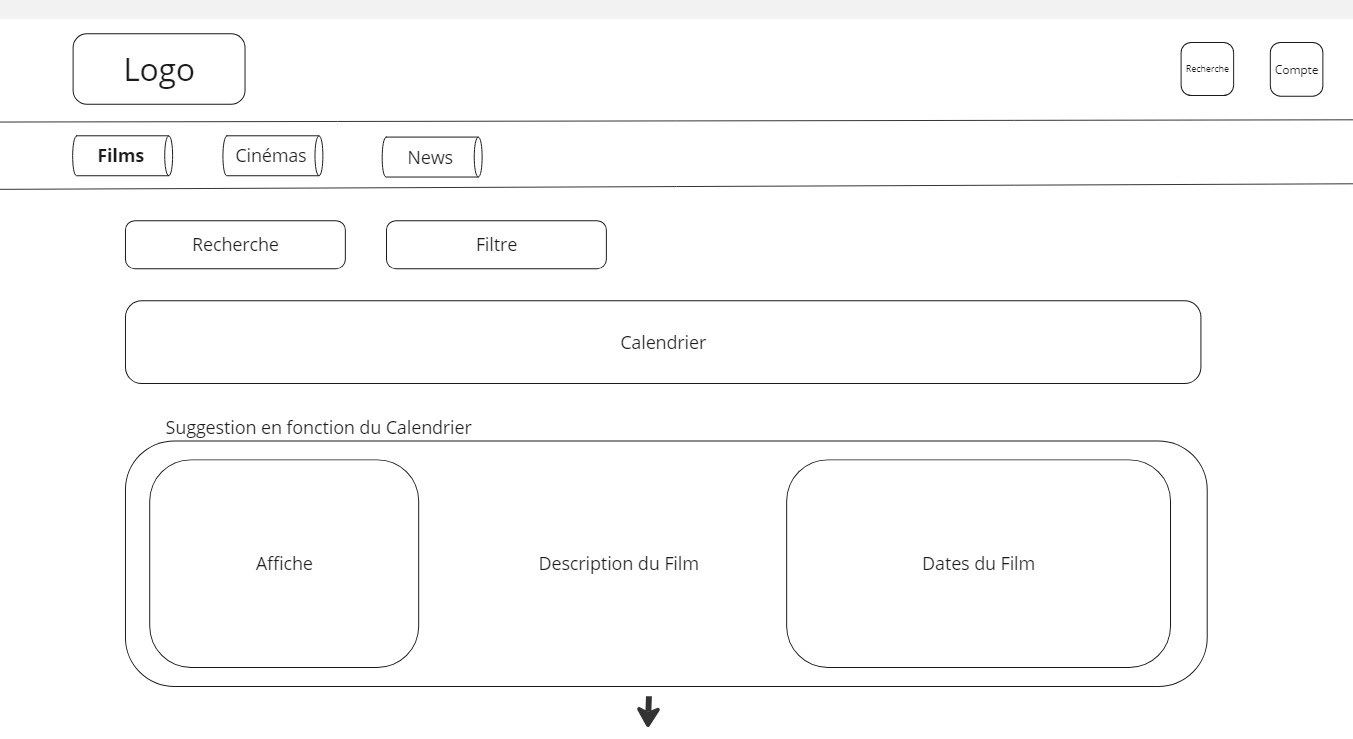 Logo
Recherche
Compte
Films
Cinémas
News
Recherche
Filtre
Calendrier
Suggestion en fonction du Calendrier
Affiche
Description du Film
Dates du Film